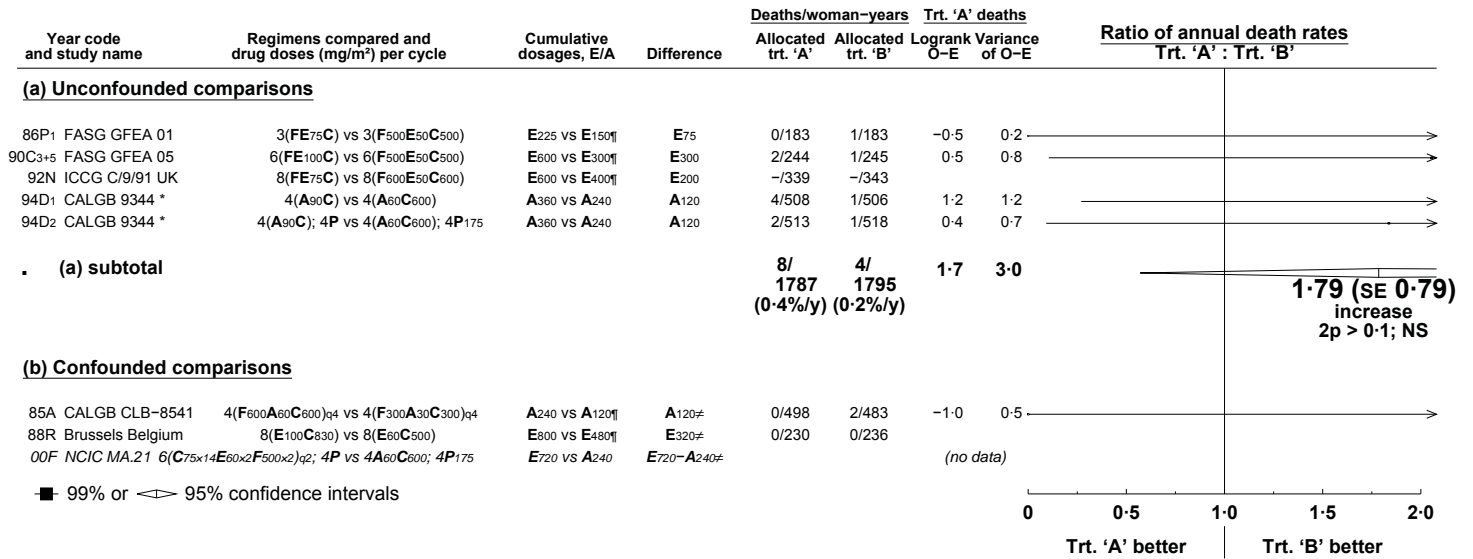 Deaths/woman−years Trt. ‘A’ deaths
Year code and study name Regimens compared and drug doses (mg/m²) per cycle Cumulative dosages, E/A Difference Allocated trt. ‘A’ Allocated trt. ‘B’ Logrank O−E Variance of O−E Ratio of annual death rates Trt. ‘A’ : Trt. ‘B’
(a) Unconfounded comparisons
86P1 FASG GFEA 01 3(FE75C) vs 3(F500E50C500) E225 vs E150¶ E75 0/183 1/183 −0·5 0·2
90C3+5 FASG GFEA 05 6(FE100C) vs 6(F500E50C500) E600 vs E300¶ E300 2/244 1/245 0·5 0·8
92N ICCG C/9/91 UK 8(FE75C) vs 8(F600E50C600) E600 vs E400¶ E200 −/339 −/343
94D1 CALGB 9344 * 4(A90C) vs 4(A60C600) A360 vs A240 A120 4/508 1/506 1·2 1·2
94D2 CALGB 9344 * 4(A90C); 4P vs 4(A60C600); 4P175 A360 vs A240 A120 2/513 1/518 0·4 0·7
(a) subtotal 8/ 4/ 1·7 3·0
1787 1795
(0·4%/y) (0·2%/y)
1·79 (SE 0·79)
increase
2p > 0·1; NS
(b) Confounded comparisons
85A CALGB CLB−8541 4(F600A60C600)q4 vs 4(F300A30C300)q4 A240 vs A120¶ A120≠ 0/498 2/483 −1·0 0·5
88R Brussels Belgium 8(E100C830) vs 8(E60C500) E800 vs E480¶ E320≠ 0/230 0/236
00F NCIC MA.21 6(C75x14E60x2F500x2)q2; 4P vs 4A60C600; 4P175 E720 vs A240 E720−A240≠ (no data)
99% or 95% confidence intervals
0 0·5 1·0 1·5 2·0
Trt. ‘A’ better Trt. ‘B’ better